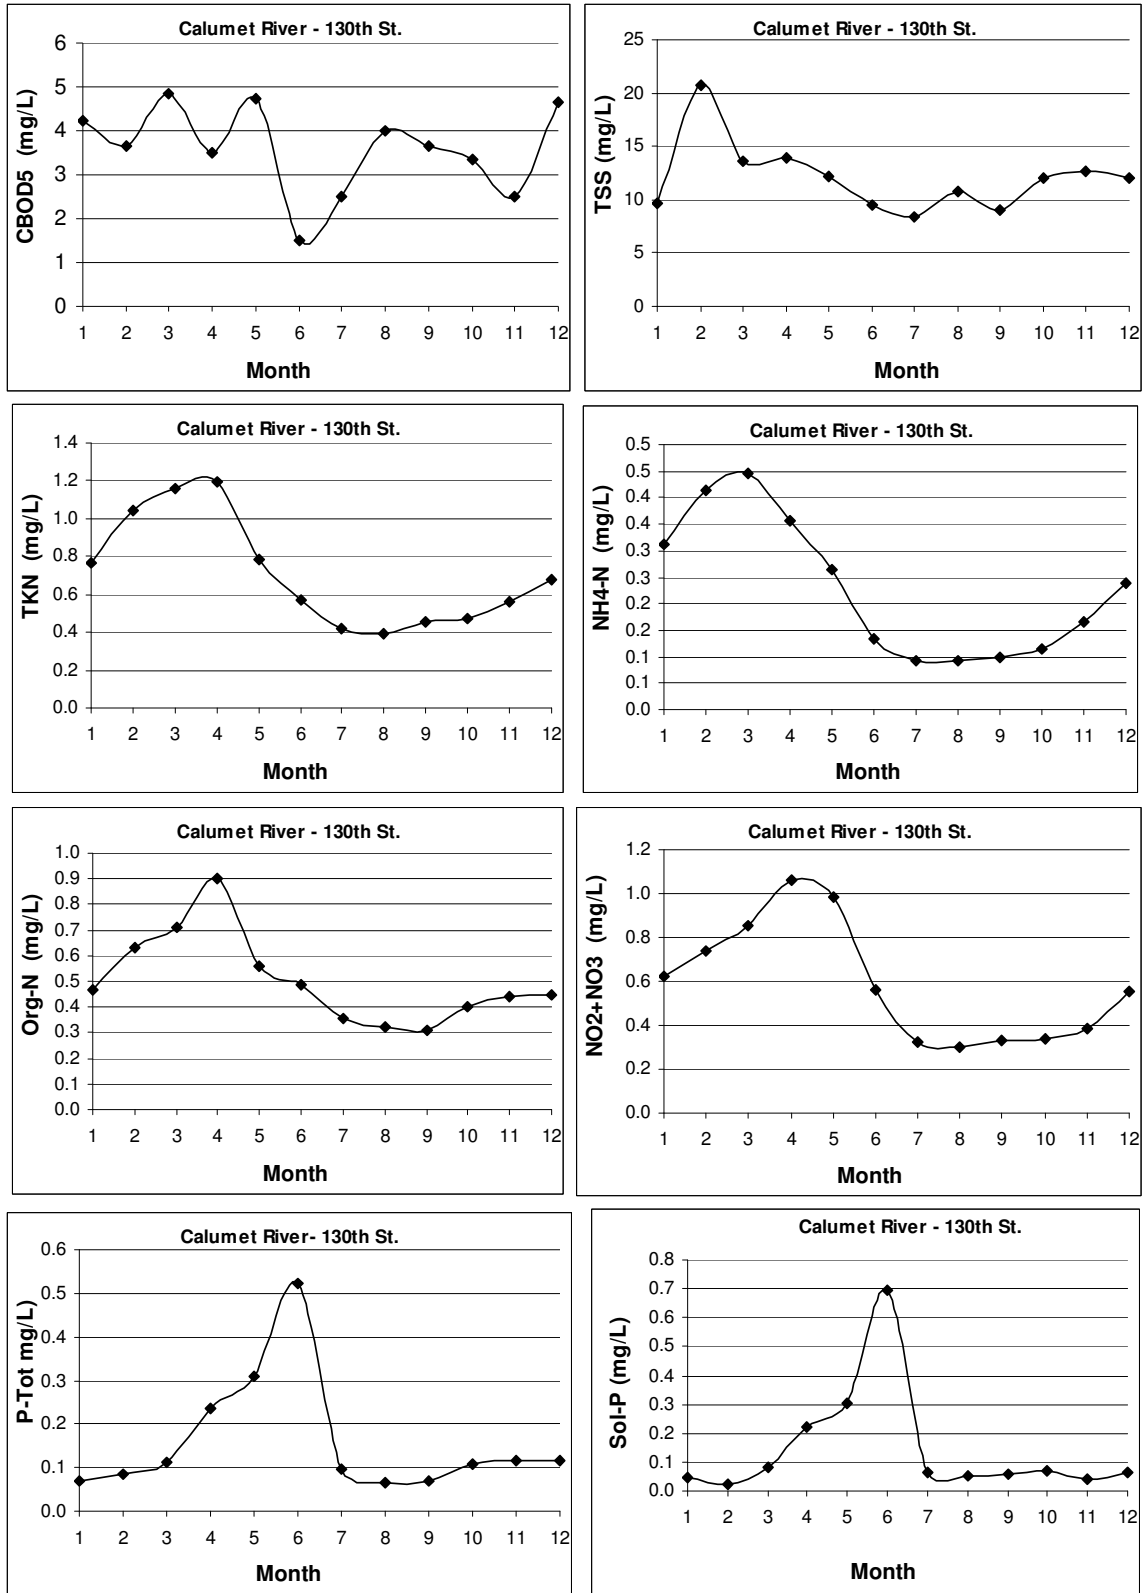 Calumet River - 130th St.
6
5
4
3
2
1
0
CBOD5 (mg/L)
1 2 3 4 5 6 7 8 9 10 11 12
Month
Calumet River - 130th St.
25
20
15
10
5
0
TSS (mg/L)
1 2 3 4 5 6 7 8 9 10 11 12
Month
Calumet River - 130th St.
1.4
1.2
1.0
0.8
0.6
0.4
0.2
0.0
TKN (mg/L)
1 2 3 4 5 6 7 8 9 10 11 12
Month
Calumet River - 130th St.
0.5
0.5
0.4
0.4
0.3
0.3
0.2
0.2
0.1
0.1
0.0
NH4-N (mg/L)
1 2 3 4 5 6 7 8 9 10 11 12
Month
Calumet River - 130th St.
1.0
0.9
0.8
0.7
0.6
0.5
0.4
0.3
0.2
0.1
0.0
Org-N (mg/L)
1 2 3 4 5 6 7 8 9 10 11 12
Month
Calumet River - 130th St.
1.2
1.0
0.8
0.6
0.4
0.2
0.0
NO2+NO3 (mg/L)
1 2 3 4 5 6 7 8 9 10 11 12
Month
Calumet River- 130th St.
0.6
0.5
0.4
0.3
0.2
0.1
0.0
P-Tot mg/L)
1 2 3 4 5 6 7 8 9 10 11 12
Month
Calumet River - 130th St.
0.8
0.7
0.6
0.5
0.4
0.3
0.2
0.1
0.0
Sol-P (mg/L)
1 2 3 4 5 6 7 8 9 10 11 12
Month